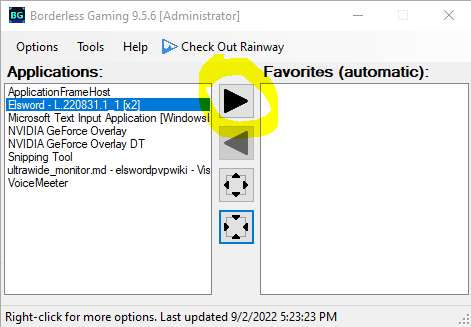 BG Borderless Gaming 9.5.6 [Administrator]
Options Tools Help Check Out Rainway
Applications: Favorites (automatic):
ApplicationFrameHost
Elsword - L.220831.1_1 [x2]
Microsoft Text Input Application [WindowsI
NVIDIA GeForce Overlay
NVIDIA GeForce Overlay DT
Snipping Tool
ultrawide_monitor.md - elswordpvpwiki - Vis
VoiceMeeter
Right-click for more options. Last updated 9/2/2022 5:23:23 PM